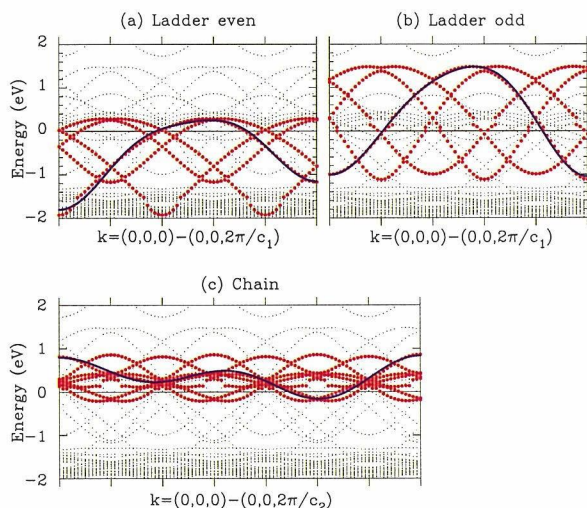 (a) Ladder even
(b) Ladder odd
2
1
0
−1
−2
Energy (eV)
k=(0,0,0)−(0,0,2π/c₁)
k=(0,0,0)−(0,0,2π/c₁)
(c) Chain
2
1
0
−1
−2
Energy (eV)
k=(0,0,0)−(0,0,2π/c₂)